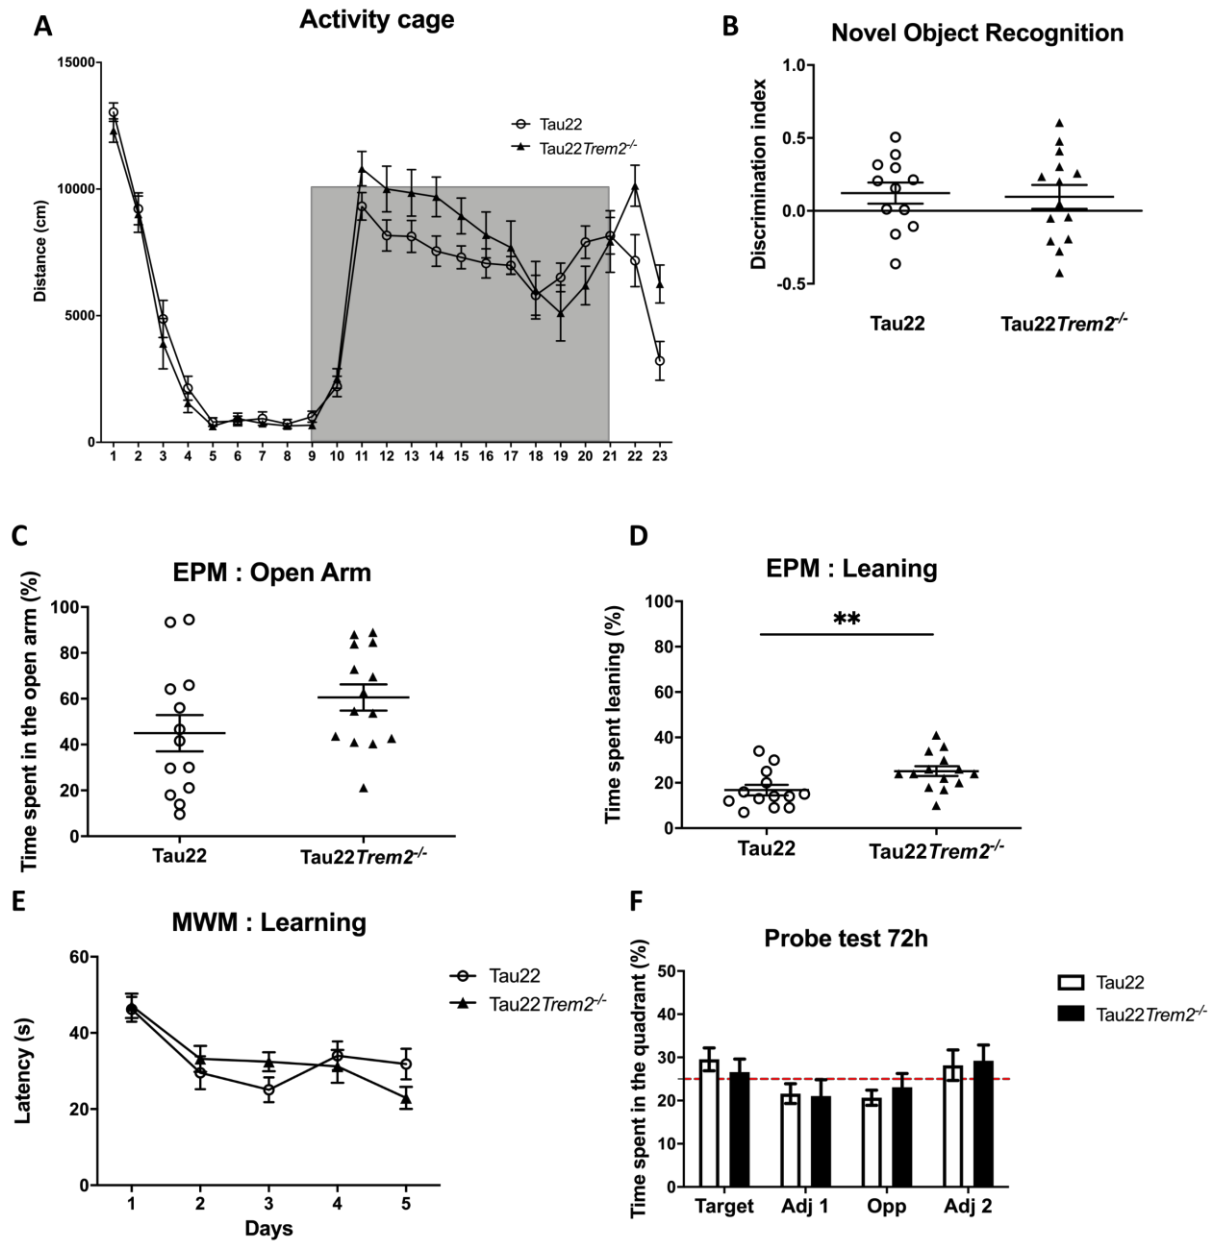 A
Activity cage
15000
10000
5000
0
Distance (cm)
Tau22
Tau22Trem2-/-
1 2 3 4 5 6 7 8 9 10 11 12 13 14 15 16 17 18 19 20 21 22 23
B
Novel Object Recognition
1.0
0.5
0.0
-0.5
Discrimination index
Tau22 Tau22Trem2-/-
C
EPM : Open Arm
100
80
60
40
20
0
Time spent in the open arm (%)
Tau22 Tau22Trem2-/-
D
EPM : Leaning
100
80
60
40
20
0
Time spent leaning (%)
**
Tau22 Tau22Trem2-/-
E
MWM : Learning
60
40
20
0
Latency (s)
Tau22
Tau22Trem2-/-
1 2 3 4 5
Days
F
Probe test 72h
50
40
30
20
10
0
Time spent in the quadrant (%)
Tau22
Tau22Trem2-/-
Target Adj 1 Opp Adj 2